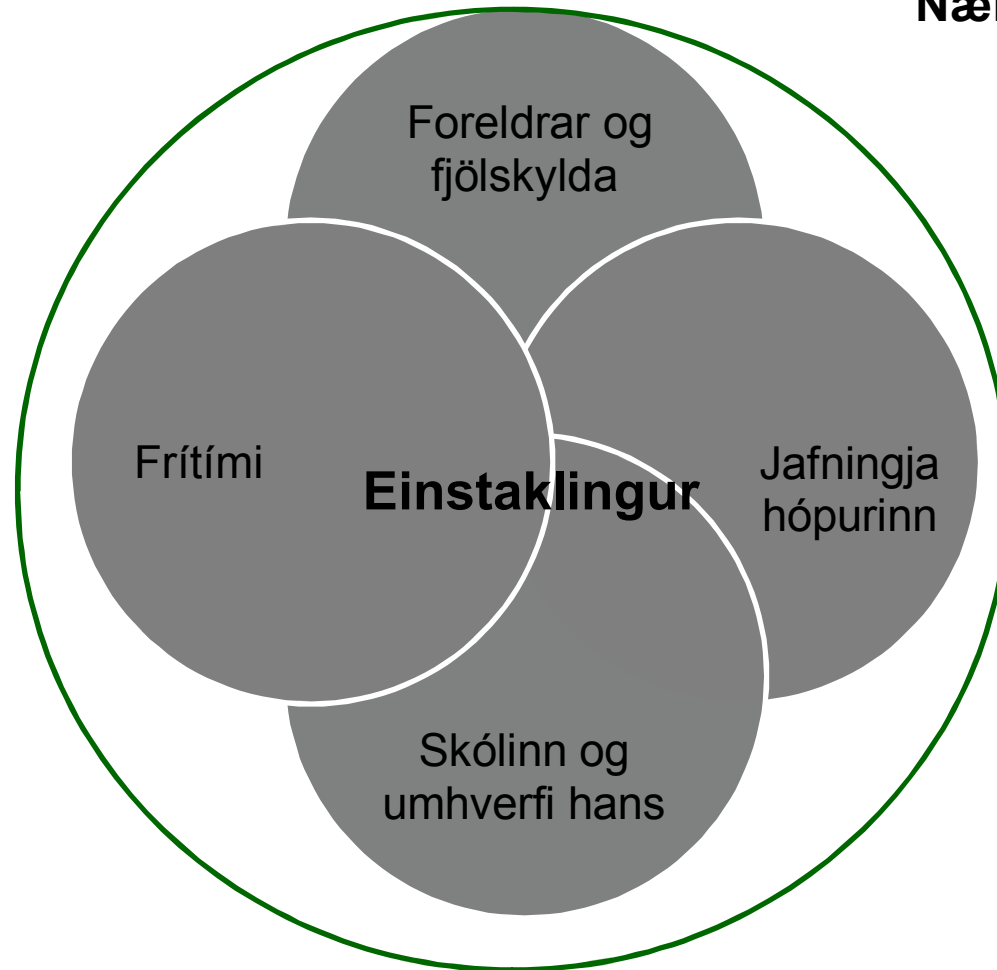 Foreldrar og
fjölskylda
Frítími
Einstaklingur
Jafningja
hópurinn
Skólinn og
umhverfi hans